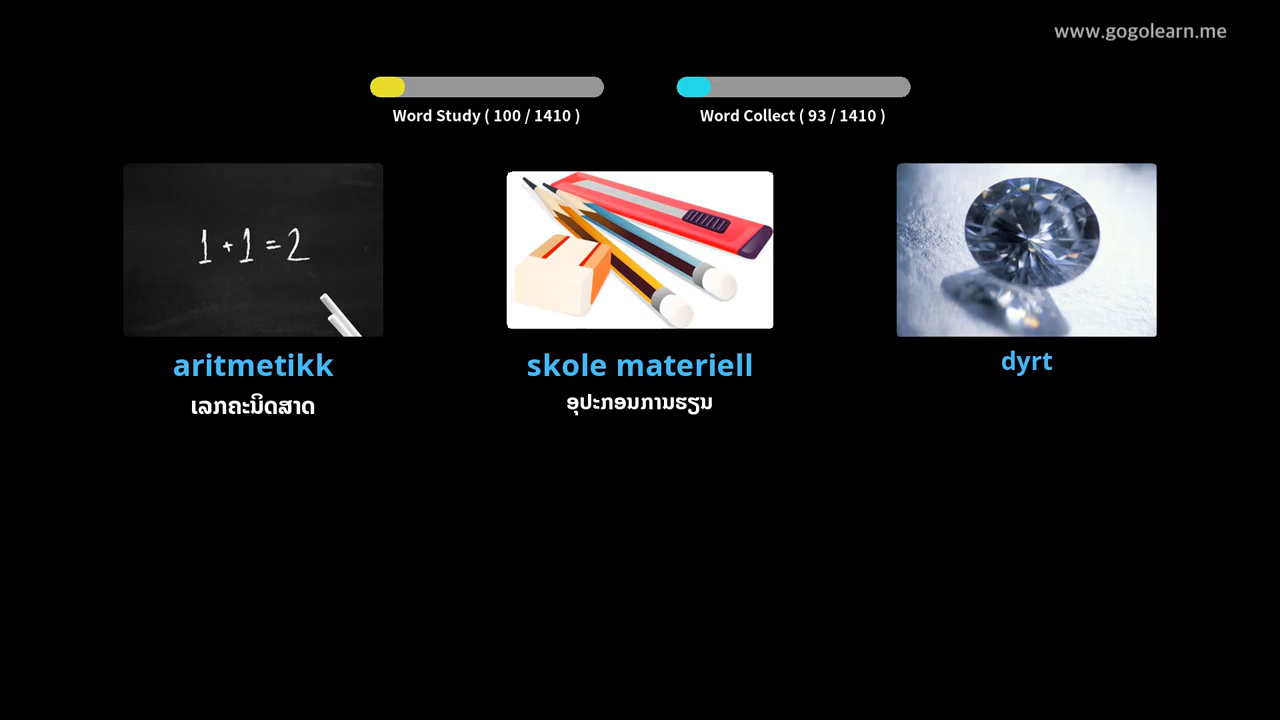 www.gogolearn.me
Word Study ( 100 / 1410 )
Word Collect ( 93 / 1410 )
1 + 1 = 2
aritmetikk
ເລກຄະນິດສາດ
skole materiell
ອຸປະກອນການຮຽນ
dyrt